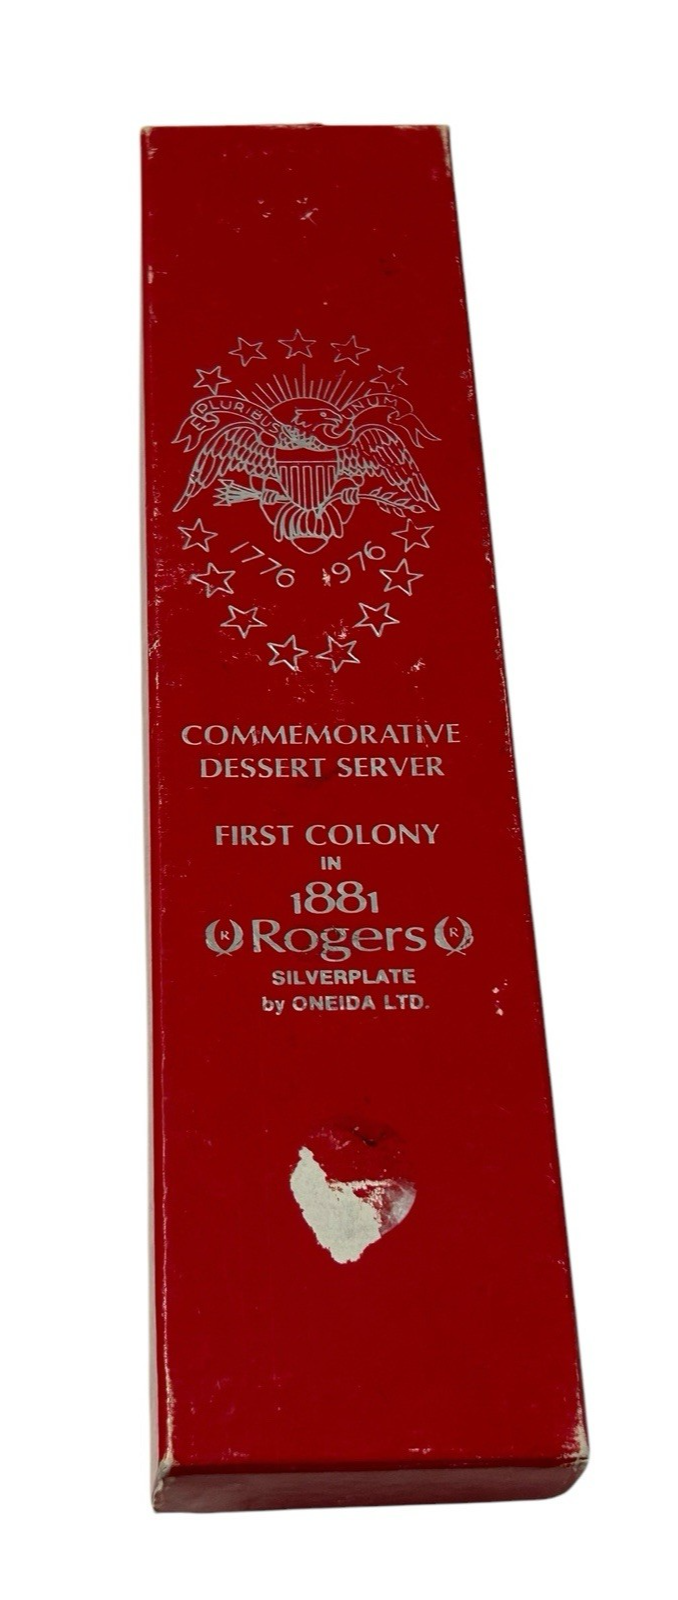 E PLURIBUS UNUM
1776 1976
COMMEMORATIVE
DESSERT SERVER
FIRST COLONY
IN
1881
R Rogers R
SILVERPLATE
by ONEIDA LTD.